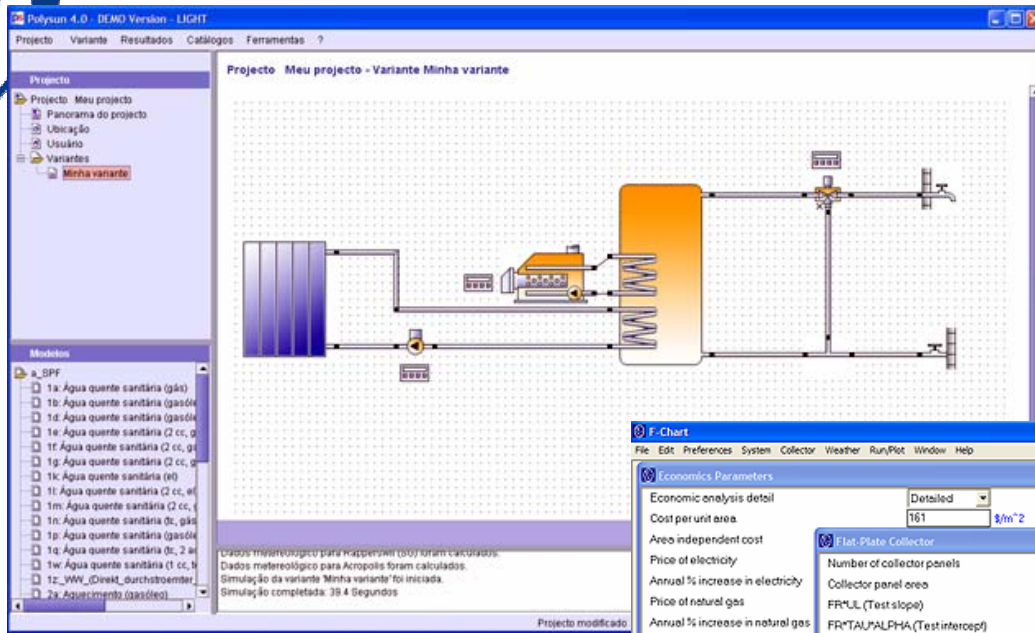 Polysun 4.0 - DEMO Version - LIGHT
Projecto Variante Resultados Catálogos Ferramentas ?
Projecto
Projecto Meu projecto
Panorama do projecto
Ubicação
Usuário
Variantes
Minha variante
Projecto Meu projecto - Variante Minha variante
Modelos
a_SPF
1a: Água quente sanitária (gás)
1b: Água quente sanitária (gasóle
1d: Água quente sanitária (gasóle
1e: Água quente sanitária (2 cc, g
1f: Água quente sanitária (2 cc, ga
1g: Água quente sanitária (2 cc, g
1k: Água quente sanitária (el)
1l: Água quente sanitária (2 cc, el
1m: Água quente sanitária (2 cc, g
1n: Água quente sanitária (tc, gás
1p: Água quente sanitária (gasóle
1q: Água quente sanitária (tc, 2 a
1w: Água quente sanitária (1 cc, t
1z:_WW_(Direkt_durchstroemter_
2a: Aquecimento (gasóleo)
Dados metereológico para Rapperswil (SG) foram calculados.
Dados metereológico para Acropolis foram calculados.
Simulação da variante 'Minha variante' foi iniciada.
Simulação completada: 39.4 Segundos
Projecto modificado
F-Chart
File Edit Preferences System Collector Weather Run/Plot Window Help
Economics Parameters
Economic analysis detail Detailed
Cost per unit area 161 $/m^2
Area independent cost
Price of electricity
Annual % increase in electricity
Price of natural gas
Annual % increase in natural gas
Flat-Plate Collector
Number of collector panels
Collector panel area
FR*UL (Test slope)
FR*TAU*ALPHA (Test intercept)